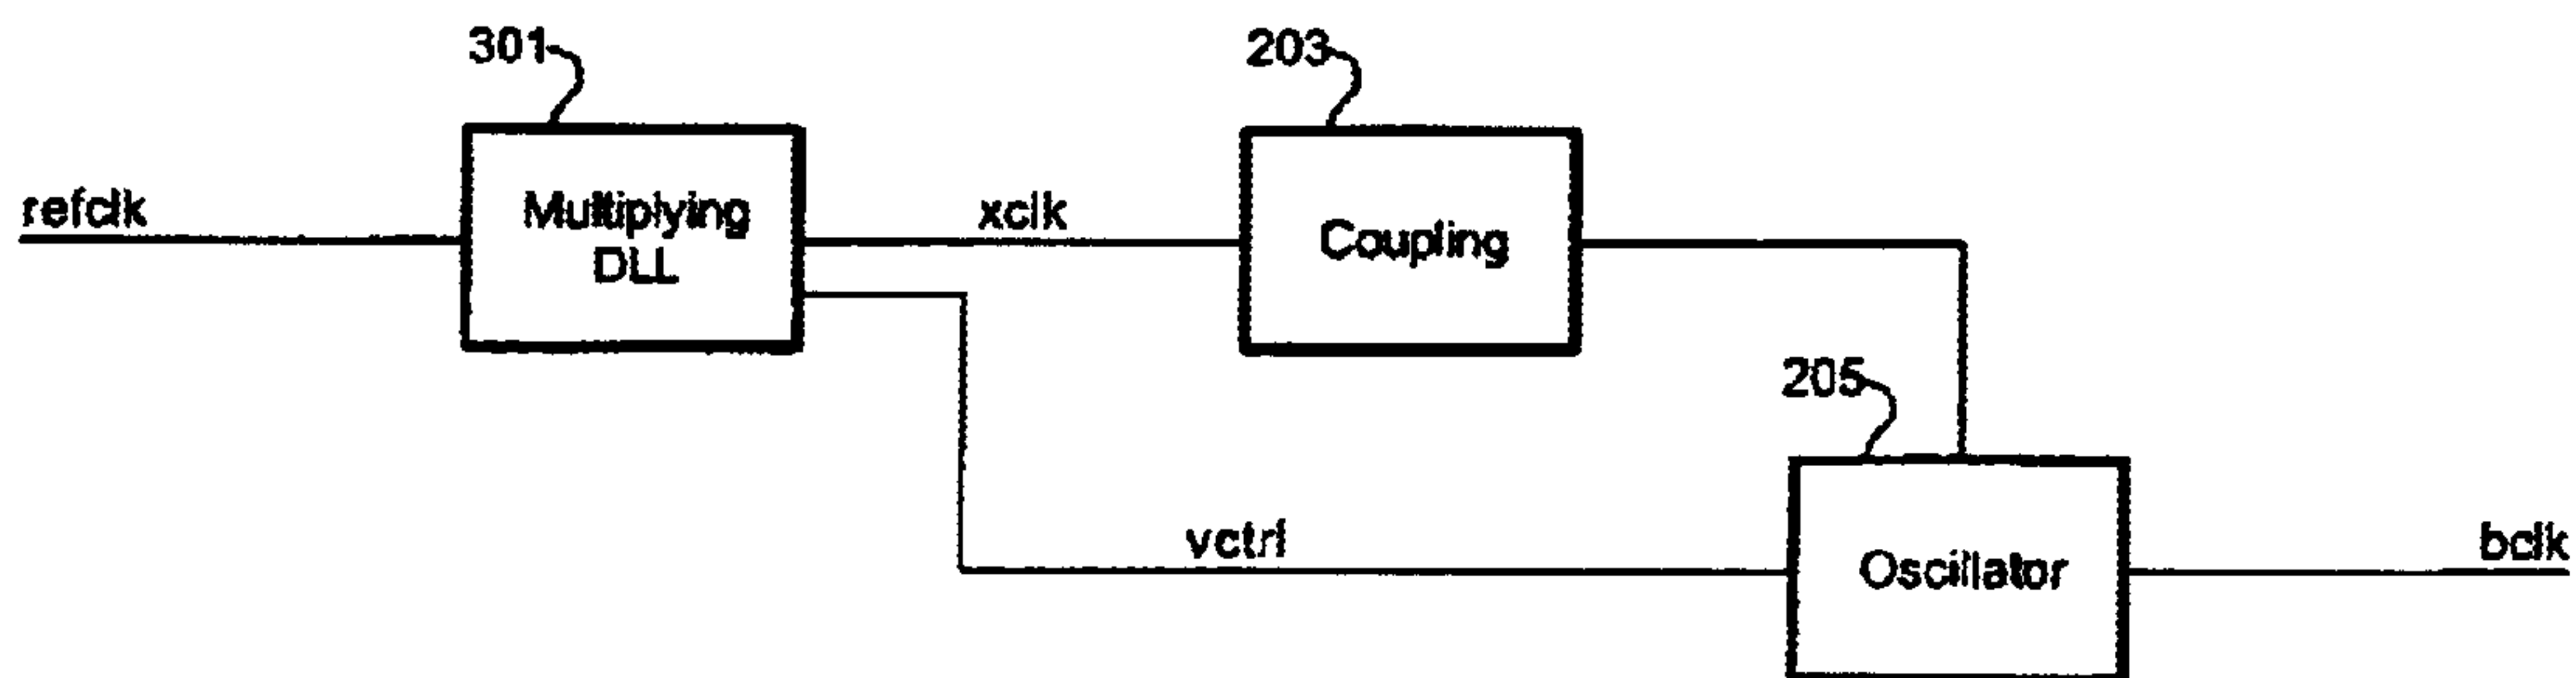 301
203
refclk
Multiplying
DLL
xclk
Coupling
205
vctrl
Oscillator
bclk